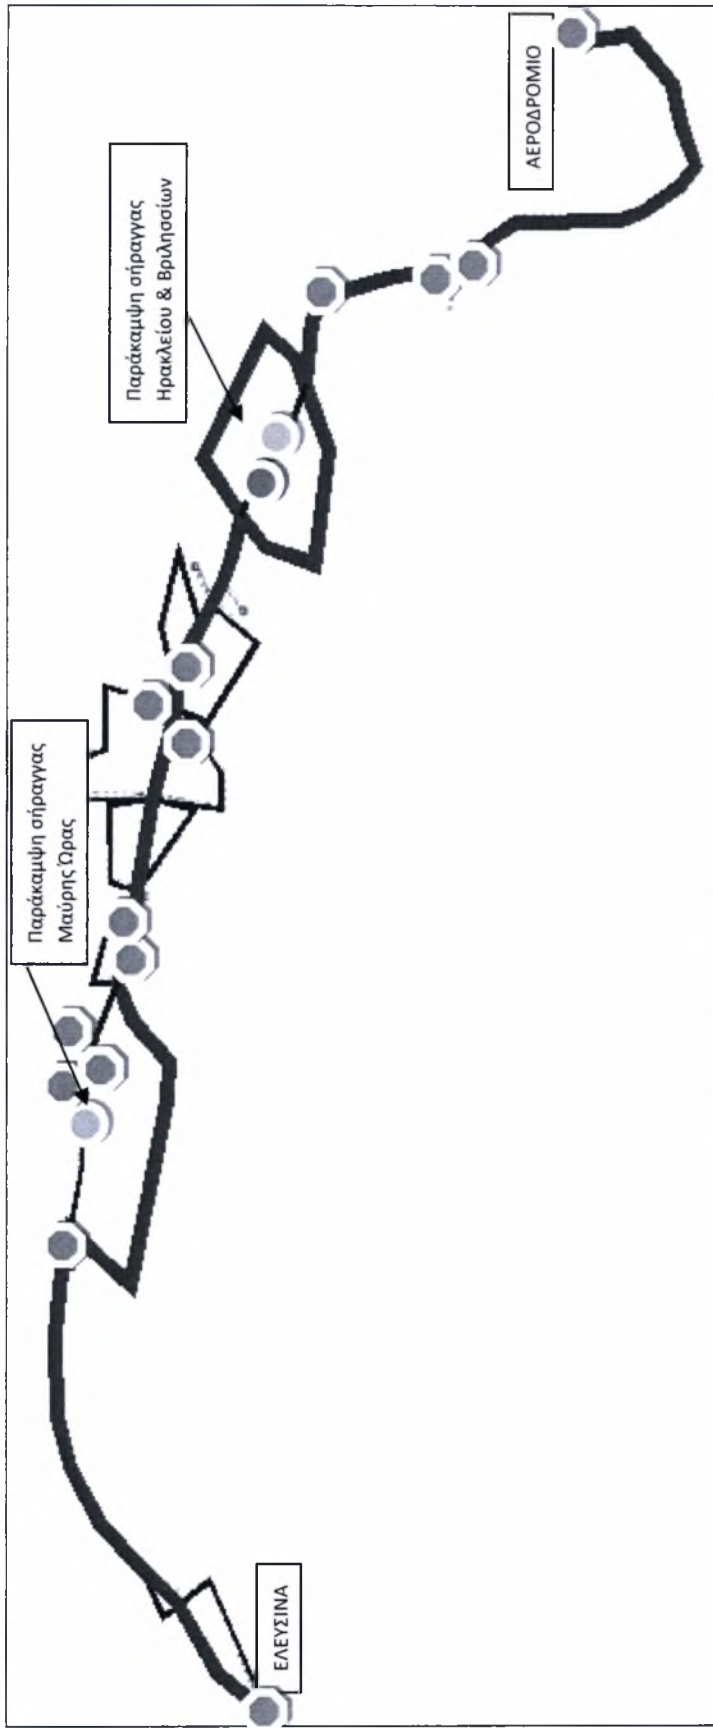 ΕΛΕΥΣΙΝΑ
Παράκαμψη σήραγγας
Μαύρης Ώρας
Παράκαμψη σήραγγας
Ηρακλείου & Βριλησσίων
ΑΕΡΟΔΡΟΜΙΟ